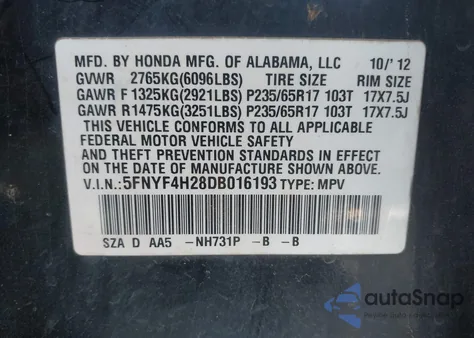 MFD. BY HONDA MFG. OF ALABAMA, LLC 10/'12
GVWR 2765KG(6096LBS) TIRE SIZE RIM SIZE
GAWR F 1325KG(2921LBS) P235/65R17 103T 17X7.5J
GAWR R 1475KG(3251LBS) P235/65R17 103T 17X7.5J
THIS VEHICLE CONFORMS TO ALL APPLICABLE
FEDERAL MOTOR VEHICLE SAFETY
AND THEFT PREVENTION STANDARDS IN EFFECT
ON THE DATE OF MANUFACTURE SHOWN ABOVE.
V.I.N.:5FNYF4H28DB016193 TYPE: MPV
SZA D AA5 -NH731P -B -B
autoSnap